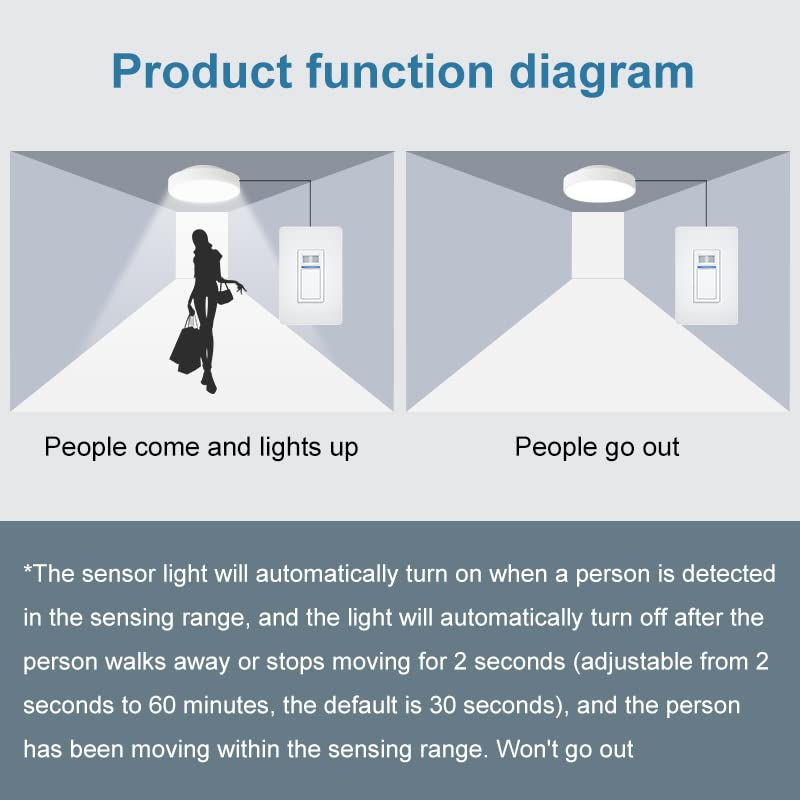 Product function diagram
People come and lights up
People go out
*The sensor light will automatically turn on when a person is detected
in the sensing range, and the light will automatically turn off after the
person walks away or stops moving for 2 seconds (adjustable from 2
seconds to 60 minutes, the default is 30 seconds), and the person
has been moving within the sensing range. Won't go out